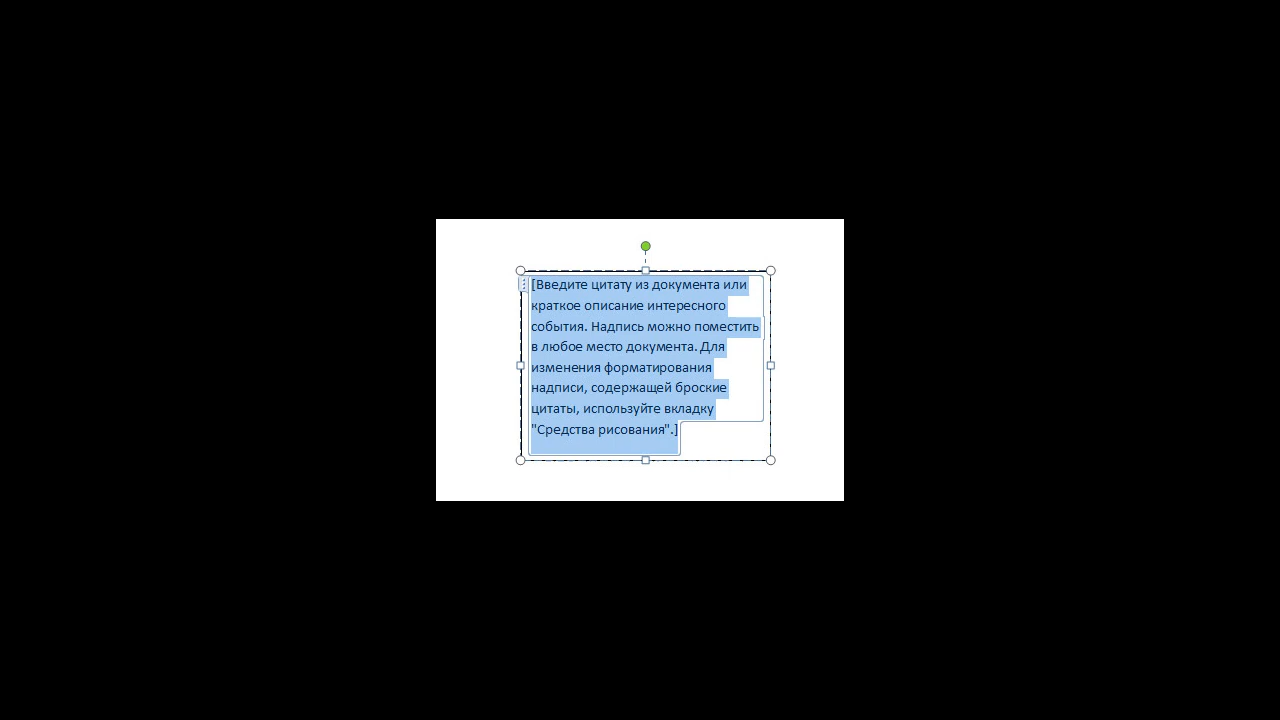 [Введите цитату из документа или
краткое описание интересного
события. Надпись можно поместить
в любое место документа. Для
изменения форматирования
надписи, содержащей броские
цитаты, используйте вкладку
"Средства рисования".]